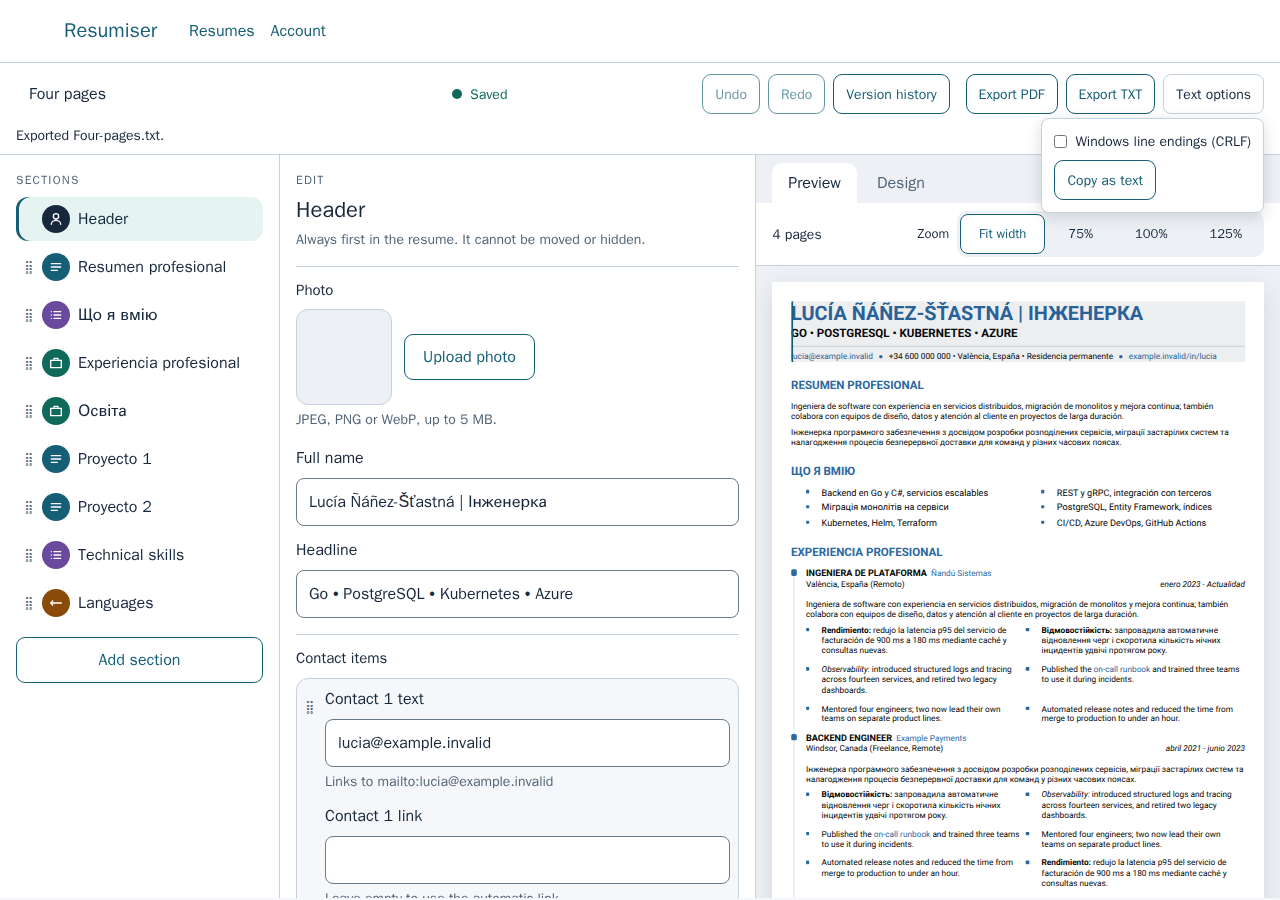 Resumiser
Resumes
Account
Four pages
Saved
Undo
Redo
Version history
Export PDF
Export TXT
Text options
Exported Four-pages.txt.
Windows line endings (CRLF)
Copy as text
SECTIONS
Header
Resumen profesional
Що я вмію
Experiencia profesional
Освіта
Proyecto 1
Proyecto 2
Technical skills
Languages
Add section
EDIT
Header
Always first in the resume. It cannot be moved or hidden.
Photo
Upload photo
JPEG, PNG or WebP, up to 5 MB.
Full name
Lucía Ñáñez-Šťastná | Інженерка
Headline
Go • PostgreSQL • Kubernetes • Azure
Contact items
Contact 1 text
lucia@example.invalid
Links to mailto:lucia@example.invalid
Contact 1 link
Leave empty to use the automatic link
Preview
Design
4 pages
Zoom
Fit width
75%
100%
125%
LUCÍA ÑÁÑEZ-ŠŤASTNÁ | ІНЖЕНЕРКА
GO • POSTGRESQL • KUBERNETES • AZURE
lucia@example.invalid • +34 600 000 000 • València, España • Residencia permanente • example.invalid/in/lucia
RESUMEN PROFESIONAL
Ingeniera de software con experiencia en servicios distribuidos, migración de monolitos y mejora continua; también
colabora con equipos de diseño, datos y atención al cliente en proyectos de larga duración.
Інженерка програмного забезпечення з досвідом розробки розподілених сервісів, міграції застарілих систем та
налагодження процесів безперервної доставки для команд у різних часових поясах.
ЩО Я ВМІЮ
Backend en Go y C#, servicios escalables
REST y gRPC, integración con terceros
Міграція монолітів на сервіси
PostgreSQL, Entity Framework, índices
Kubernetes, Helm, Terraform
CI/CD, Azure DevOps, GitHub Actions
EXPERIENCIA PROFESIONAL
INGENIERA DE PLATAFORMA Ñandú Sistemas
València, España (Remoto)
enero 2023 - Actualidad
Ingeniera de software con experiencia en servicios distribuidos, migración de monolitos y mejora continua; también
colabora con equipos de diseño, datos y atención al cliente en proyectos de larga duración.
Rendimiento: redujo la latencia p95 del servicio de
facturación de 900 ms a 180 ms mediante caché y
consultas nuevas.
Відмовостійкість: запровадила автоматичне
відновлення черг і скоротила кількість нічних
інцидентів удвічі протягом року.
Observability: introduced structured logs and tracing
across fourteen services, and retired two legacy
dashboards.
Published the on-call runbook and trained three teams
to use it during incidents.
Mentored four engineers; two now lead their own
teams on separate product lines.
Automated release notes and reduced the time from
merge to production to under an hour.
BACKEND ENGINEER Example Payments
Windsor, Canada (Freelance, Remote)
abril 2021 - junio 2023
Інженерка програмного забезпечення з досвідом розробки розподілених сервісів, міграції застарілих систем та
налагодження процесів безперервної доставки для команд у різних часових поясах.
Відмовостійкість: запровадила автоматичне
відновлення черг і скоротила кількість нічних
інцидентів удвічі протягом року.
Observability: introduced structured logs and tracing
across fourteen services, and retired two legacy
dashboards.
Published the on-call runbook and trained three teams
to use it during incidents.
Mentored four engineers; two now lead their own
teams on separate product lines.
Automated release notes and reduced the time from
merge to production to under an hour.
Rendimiento: redujo la latencia p95 del servicio de
facturación de 900 ms a 180 ms mediante caché y
consultas nuevas.